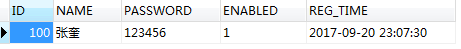 ID NAME PASSWORD ENABLED REG_TIME
100 张奎 123456 1 2017-09-20 23:07:30